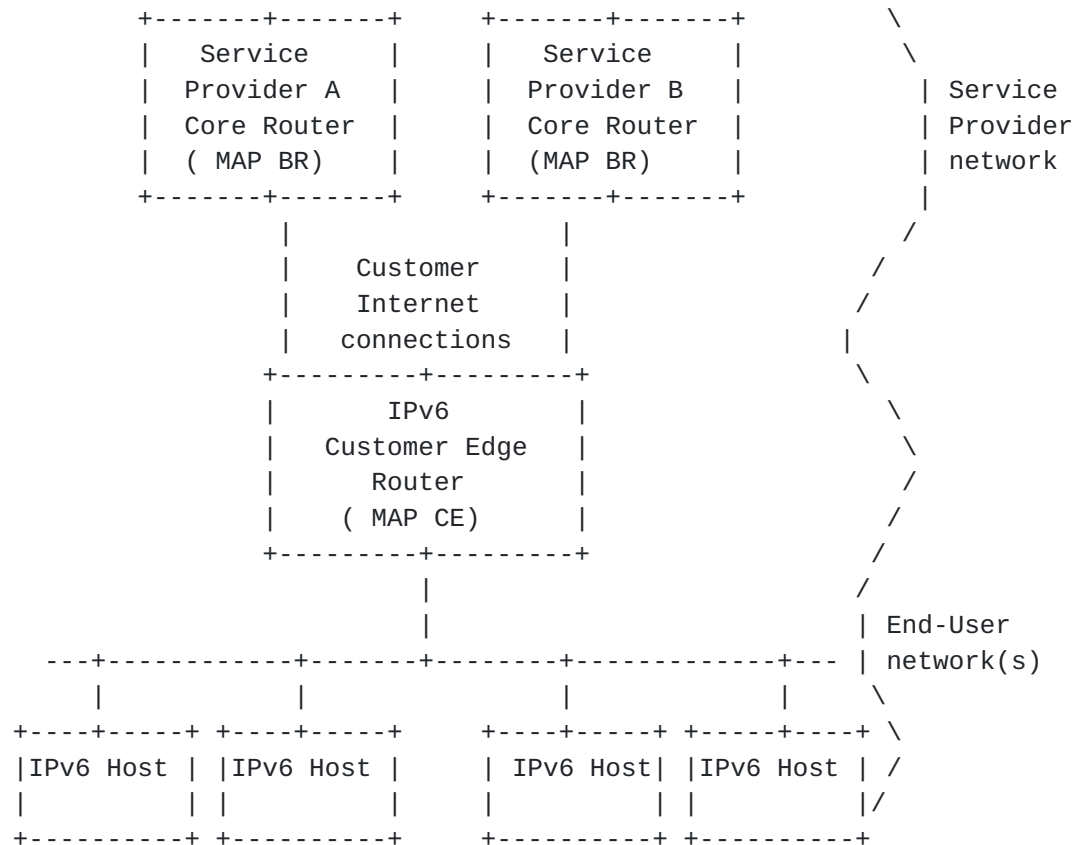 +-------+-------+     +-------+-------+         \
|   Service     |     |   Service     |          \
|  Provider A   |     |  Provider B   |           | Service
|  Core Router  |     |  Core Router  |           | Provider
|  ( MAP BR)    |     |  (MAP BR)     |           | network
+-------+-------+     +-------+-------+           |
|                 |                     /
|    Customer     |                   /
|    Internet     |                  /
|   connections   |                 |
+---------+---------+                 \
|       IPv6        |                   \
|   Customer Edge   |                    \
|      Router       |                    /
|    ( MAP CE)      |                   /
+---------+---------+                  /
|                           /
|                           | End-User
---+------------+-------+--------+-------------+--- | network(s)
|            |                |             |     \
+----+-----+ +----+-----+     +----+-----+ +-----+----+ \
|IPv6 Host | |IPv6 Host |     | IPv6 Host| |IPv6 Host | /
|          | |          |     |          | |          |/
+----------+ +----------+     +----------+ +----------+